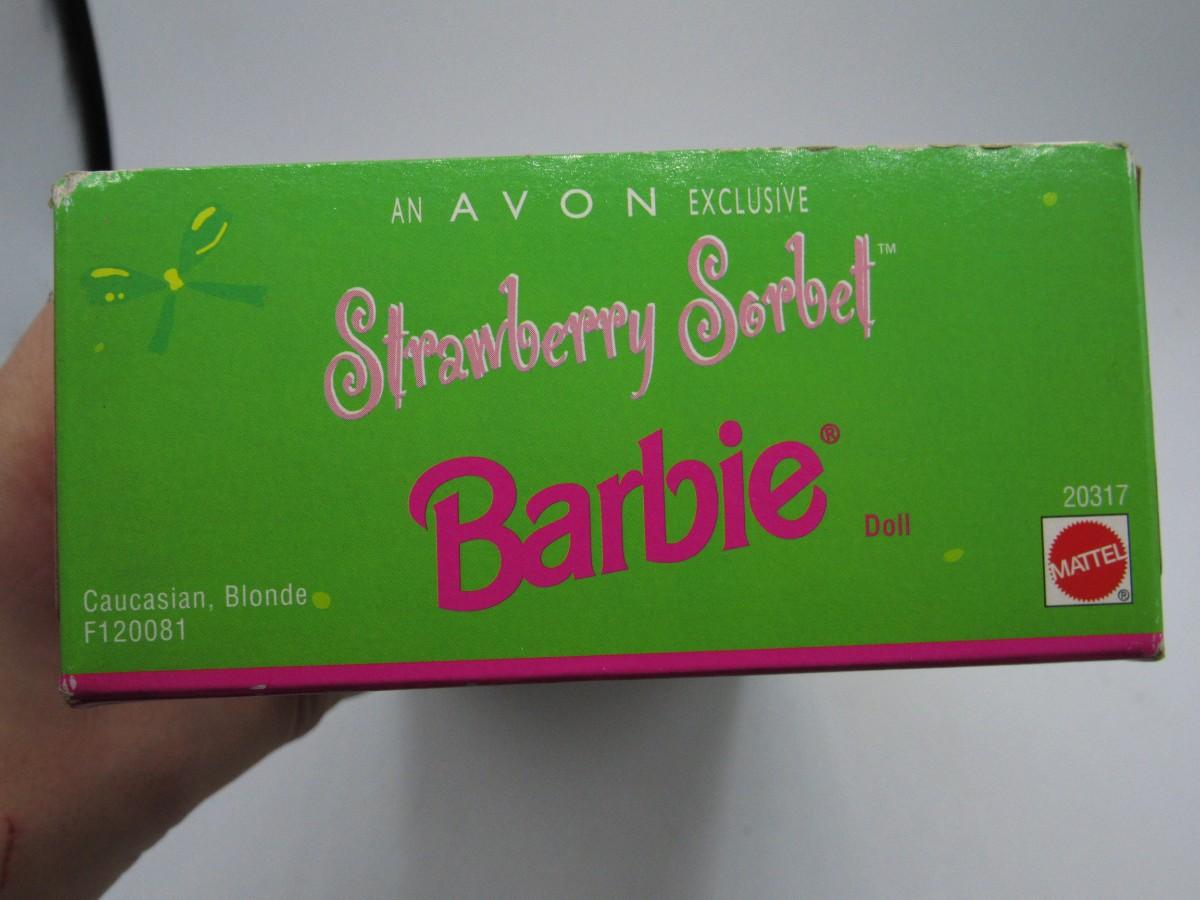 AN AVON EXCLUSIVE
Strawberry Sorbet™
Barbie®
Doll
20317
MATTEL®
Caucasian, Blonde
F120081